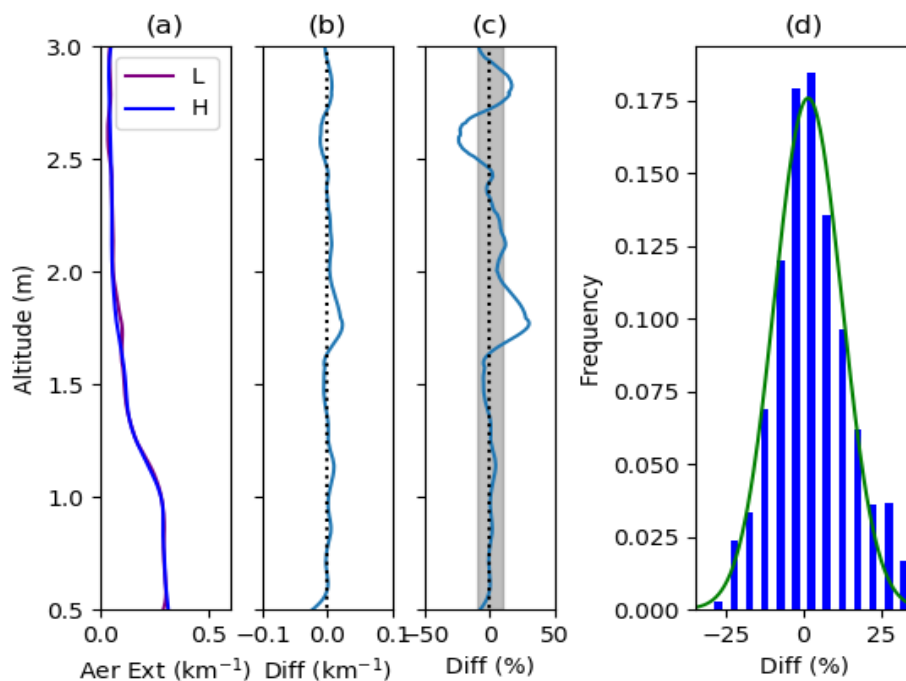 (a) (b) (c) (d)
L
H
3.0
2.5
2.0
1.5
1.0
0.5
Altitude (m)
0.0 0.5
Aer Ext (km⁻¹)
−0.1 0.0 0.1
Diff (km⁻¹)
−50 0 50
Diff (%)
0.175
0.150
0.125
0.100
0.075
0.050
0.025
0.000
Frequency
−25 0 25
Diff (%)